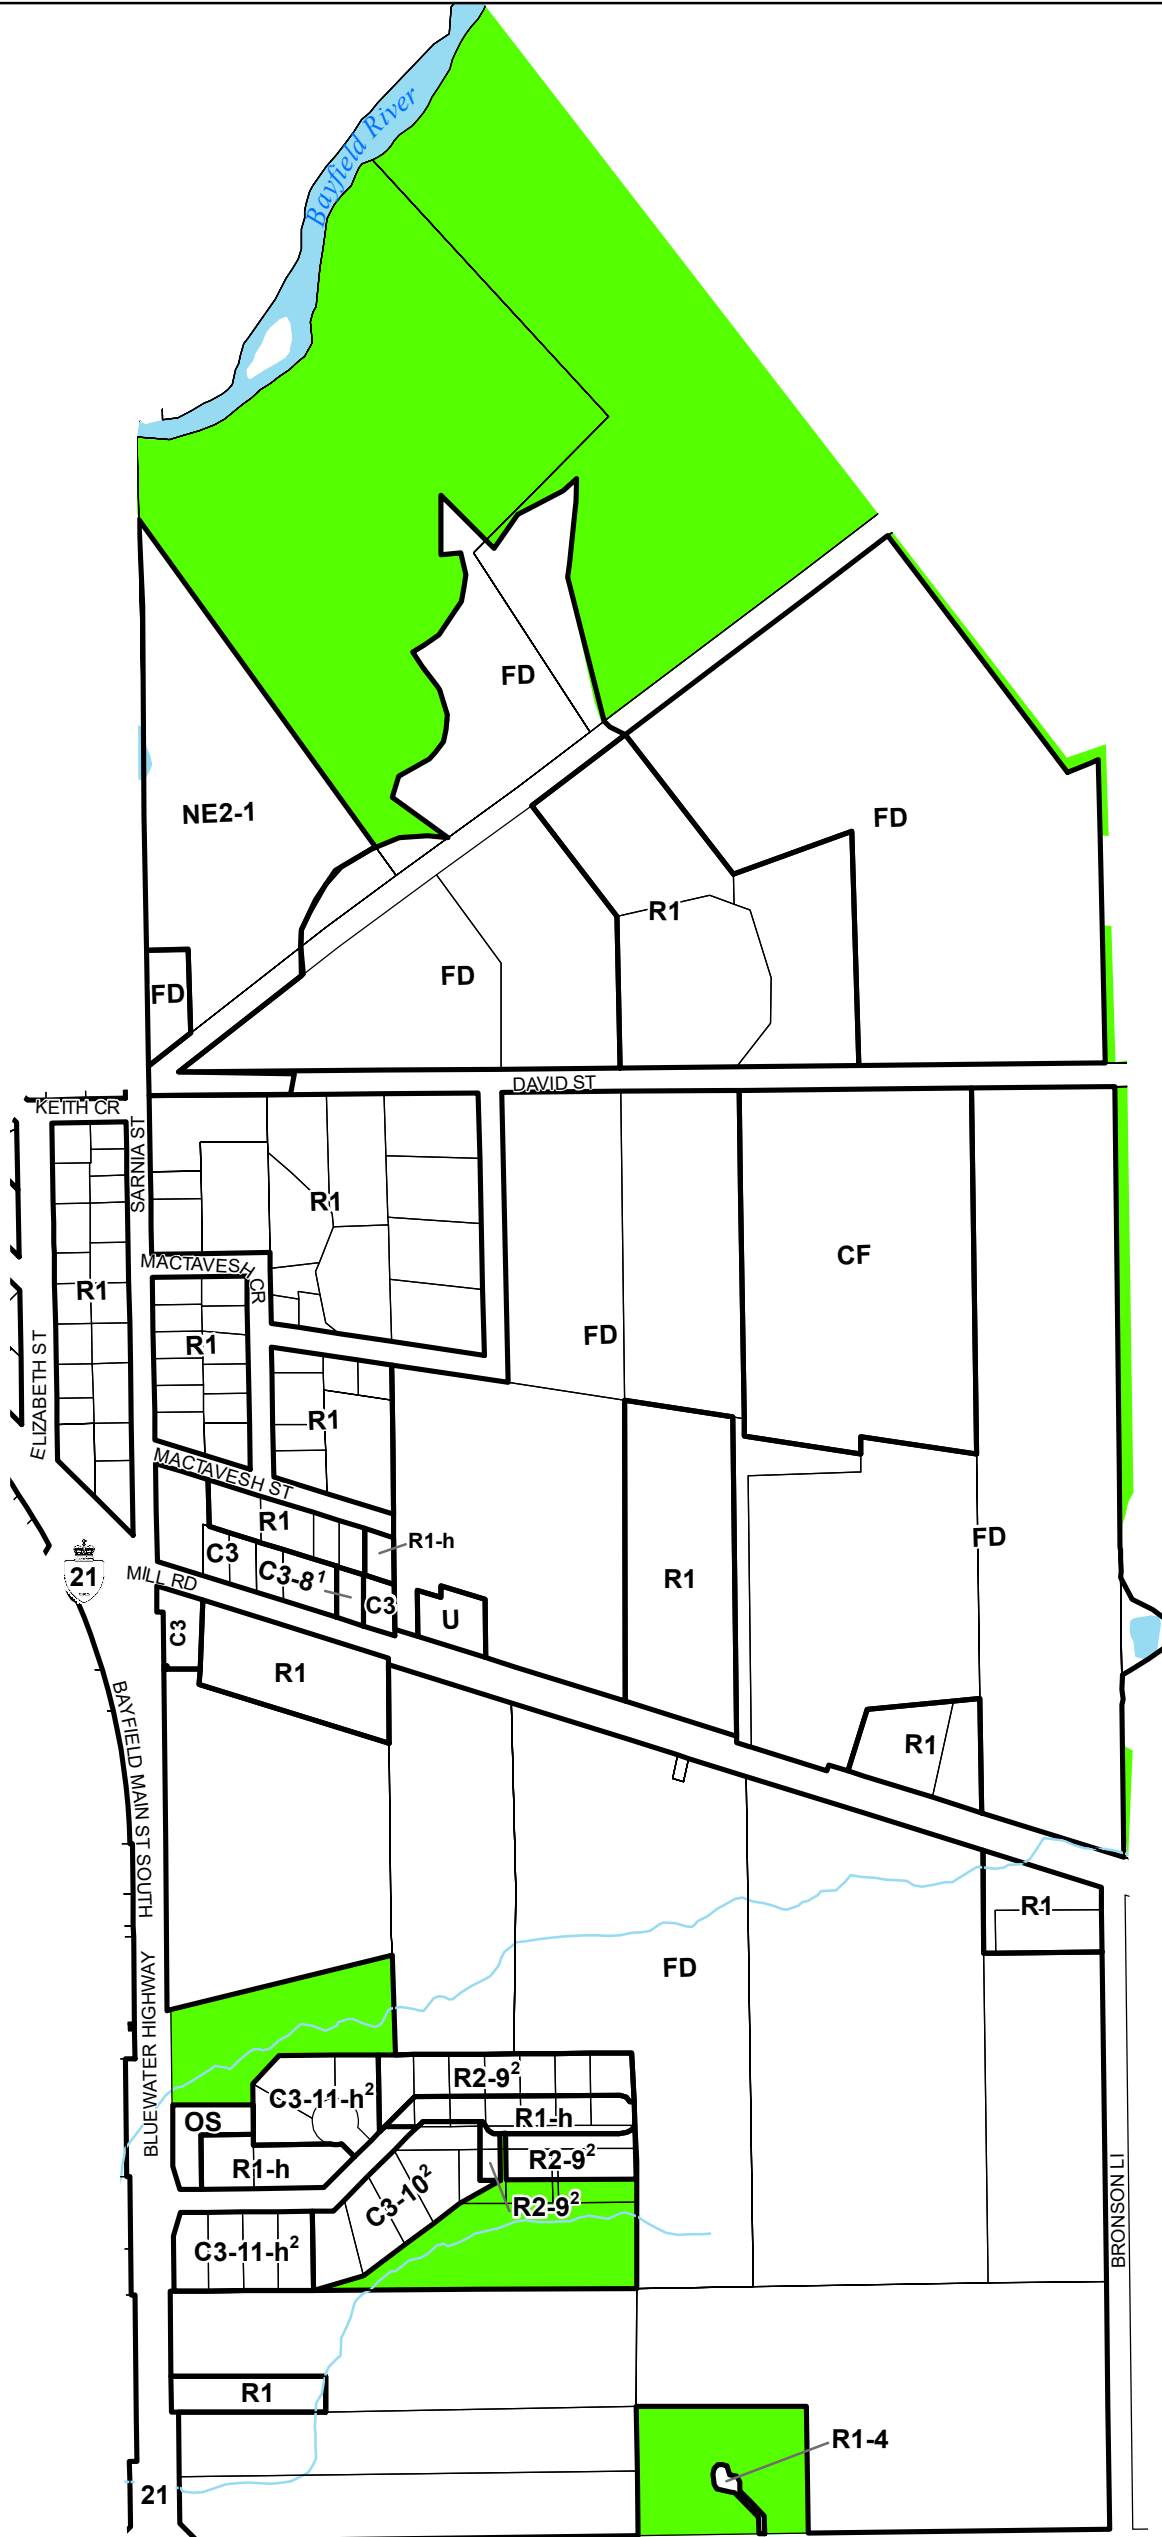 Bayfield River
FD
NE2-1
FD
R1
FD
FD
DAVID ST
KEITH CR
SARNIA ST
R1
CF
MACTAVESH CR
R1
R1
FD
ELIZABETH ST
R1
MACTAVESH ST
R1
R1-h
FD
C3
C3-8¹
21
MILL RD
R1
C3
U
C3
R1
R1
BAYFIELD MAIN ST SOUTH
R1
FD
BLUEWATER HIGHWAY
R2-9²
C3-11-h²
OS
R1-h
R2-9²
R1-h
C3-10²
R2-9²
C3-11-h²
BRONSON LI
R1
R1-4
21